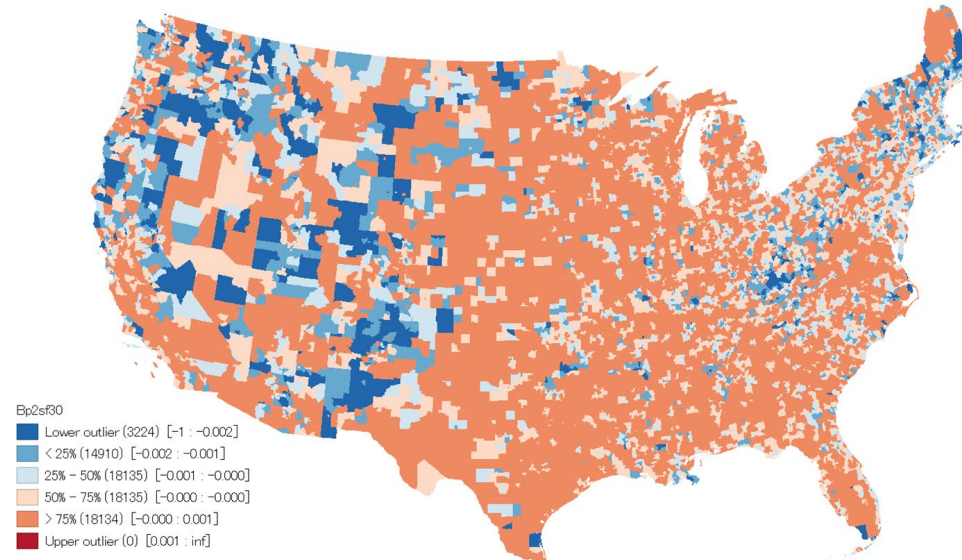 Bp2sf30
Lower outlier (3224) [-1 : -0.002]
< 25% (14910) [-0.002 : -0.001]
25% - 50% (18135) [-0.001 : -0.000]
50% - 75% (18135) [-0.000 : -0.000]
> 75% (18134) [-0.000 : 0.001]
Upper outlier (0) [0.001 : inf]